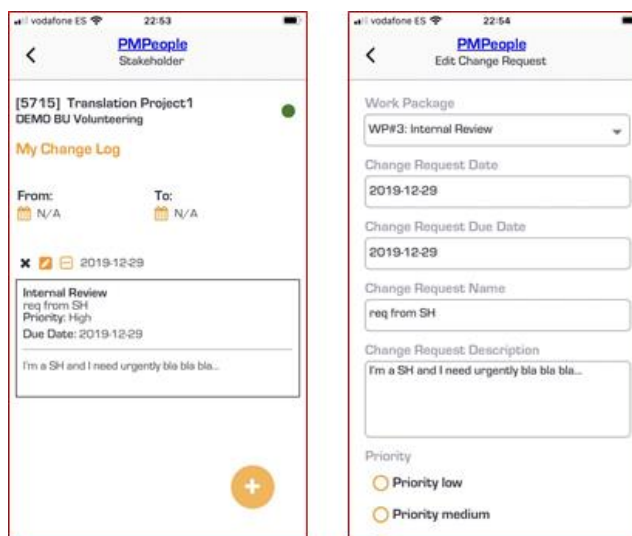 vodafone ES 22:53
PMPeople
Stakeholder
[5715] Translation Project1
DEMO BU Volunteering
My Change Log
From: To:
N/A N/A
2019-12-29
Internal Review
req from SH
Priority: High
Due Date: 2019-12-29
I'm a SH and I need urgently bla bla bla...
vodafone ES 22:54
PMPeople
Edit Change Request
Work Package
WP#3: Internal Review
Change Request Date
2019-12-29
Change Request Due Date
2019-12-29
Change Request Name
req from SH
Change Request Description
I'm a SH and I need urgently bla bla bla...
Priority
Priority low
Priority medium